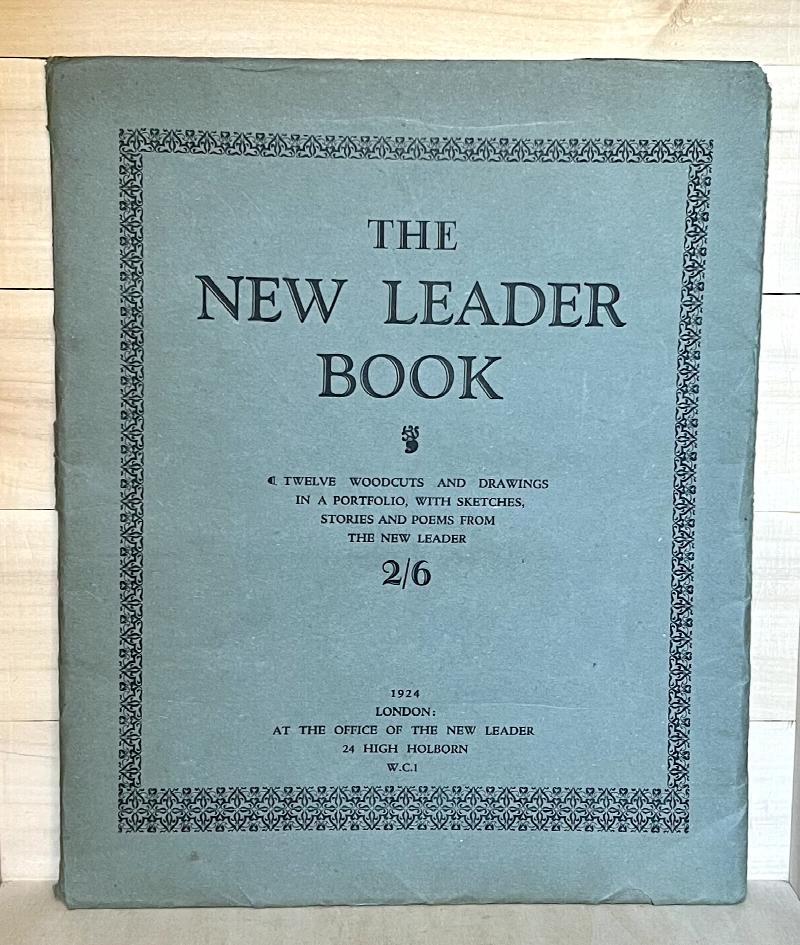 THE
NEW LEADER
BOOK
¶ TWELVE WOODCUTS AND DRAWINGS
IN A PORTFOLIO, WITH SKETCHES,
STORIES AND POEMS FROM
THE NEW LEADER
2/6
1924
LONDON:
AT THE OFFICE OF THE NEW LEADER
24 HIGH HOLBORN
W.C.1